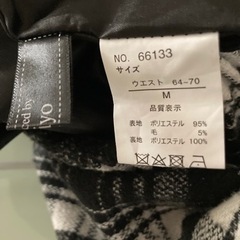 NO. 66133
サイズ
ウエスト 64-70
M
品質表示
表地 ポリエステル 95%
毛 5%
裏地 ポリエステル 100%